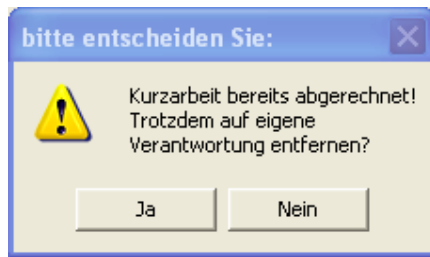 bitte entscheiden Sie:
Kurzarbeit bereits abgerechnet!
Trotzdem auf eigene
Verantwortung entfernen?
Ja
Nein